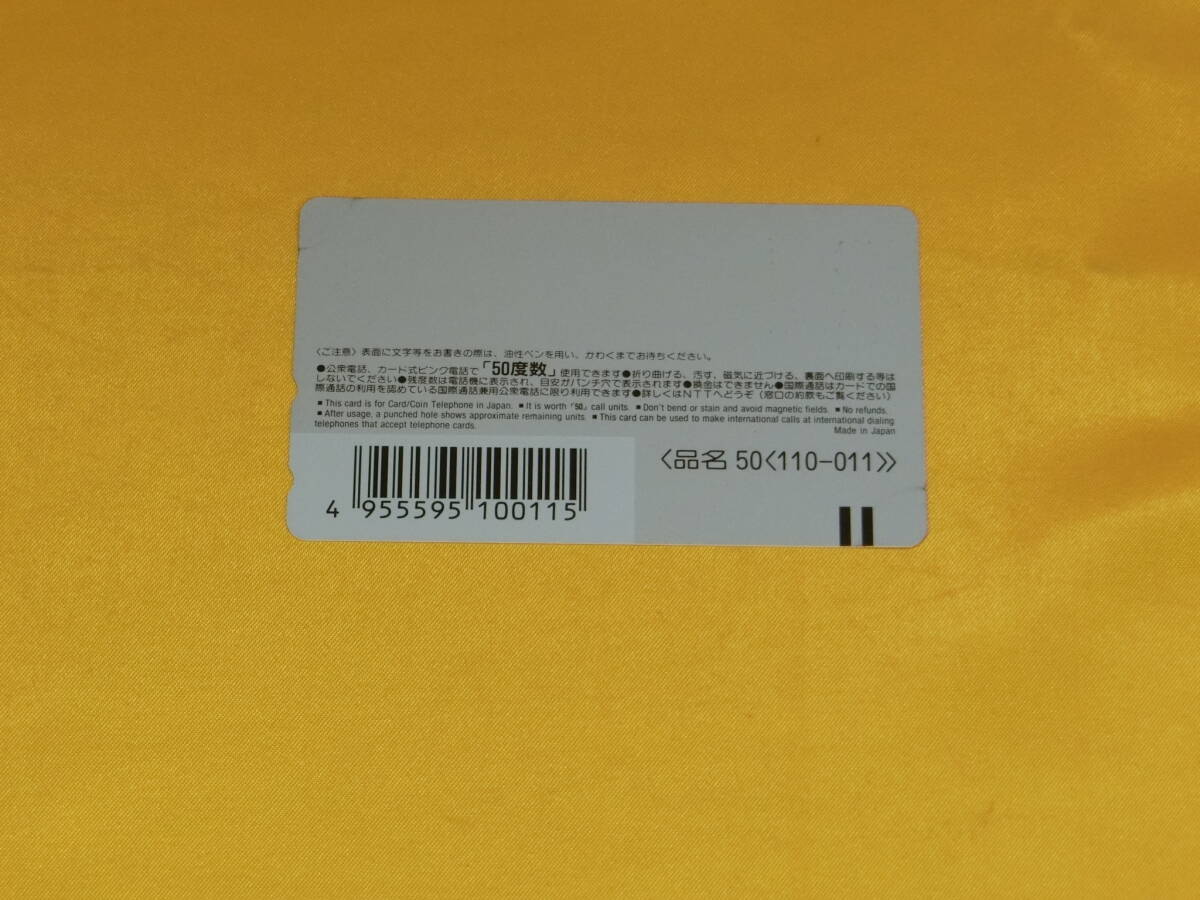 〈ご注意〉表面に文字等をお書きの際は、油性ペンを用い、かわくまでお待ちください。
●公衆電話、カード式ピンク電話で「50度数」使用できます●折り曲げる、汚す、磁気に近づける、裏面へ印刷する等は
しないでください●残度数は電話機に表示され、目安がパンチ穴で表示されます●換金はできません●国際通話はカードでの国
際通話の利用を認めている国際通話兼用公衆電話に限り利用できます●詳しくはNTTへどうぞ（窓口の約款もご覧ください）
■ This card is for Card/Coin Telephone in Japan. ■ It is worth「50」call units. ■ Don't bend or stain and avoid magnetic fields. ■ No refunds.
■ After usage, a punched hole shows approximate remaining units. ■ This card can be used to make international calls at international dialing
telephones that accept telephone cards.
Made in Japan
〈品名 50〈110-011〉〉
4 955595 100115